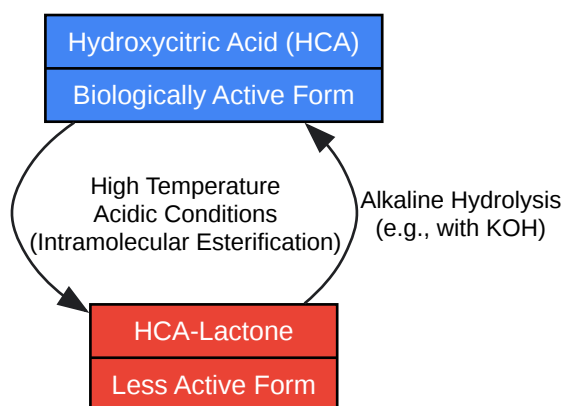 Hydroxycitric Acid (HCA)
Biologically Active Form
High Temperature
Acidic Conditions
(Intramolecular Esterification)
Alkaline Hydrolysis
(e.g., with KOH)
HCA-Lactone
Less Active Form